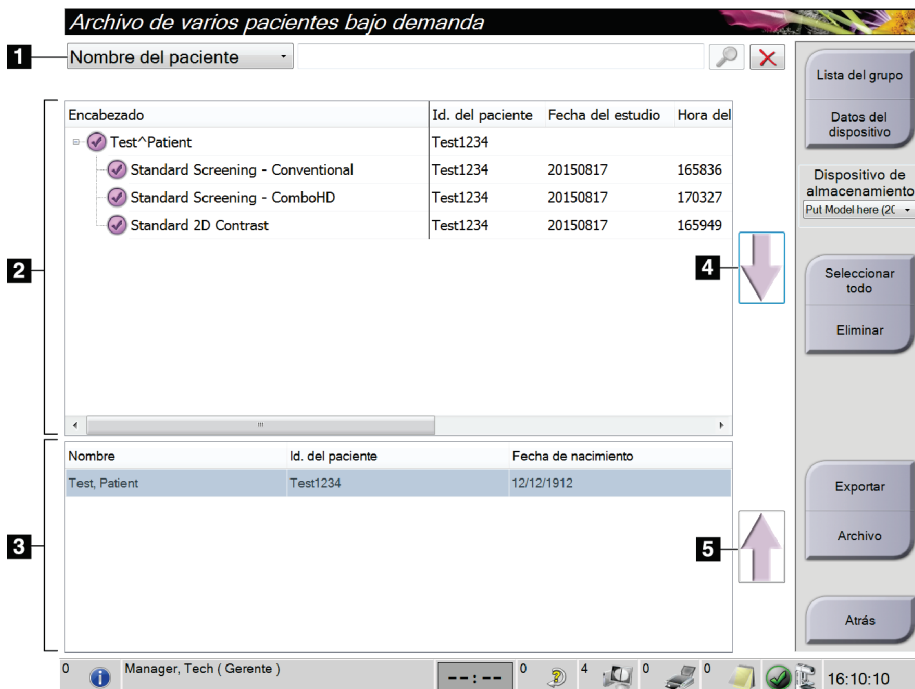 Archivo de varios pacientes bajo demanda
1
Nombre del paciente
Lista del grupo
Datos del
dispositivo
Dispositivo de
almacenamiento
Put Model here (20
2
Encabezado Id. del paciente Fecha del estudio Hora del
Test^Patient Test1234
Standard Screening - Conventional Test1234 20150817 165836
Standard Screening - ComboHD Test1234 20150817 170327
Standard 2D Contrast Test1234 20150817 165949
4
Seleccionar
todo
Eliminar
3
Nombre Id. del paciente Fecha de nacimiento
Test, Patient Test1234 12/12/1912
5
Exportar
Archivo
Atrás
0 Manager, Tech ( Gerente ) --:-- 0 4 0 0 16:10:10